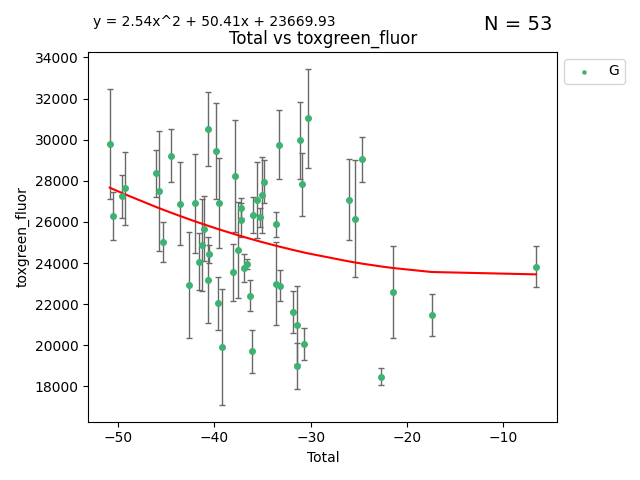 y = 2.54x^2 + 50.41x + 23669.93
N = 53
Total vs toxgreen_fluor
G
34000
32000
30000
28000
26000
24000
22000
20000
18000
toxgreen_fluor
−50 −40 −30 −20 −10
Total